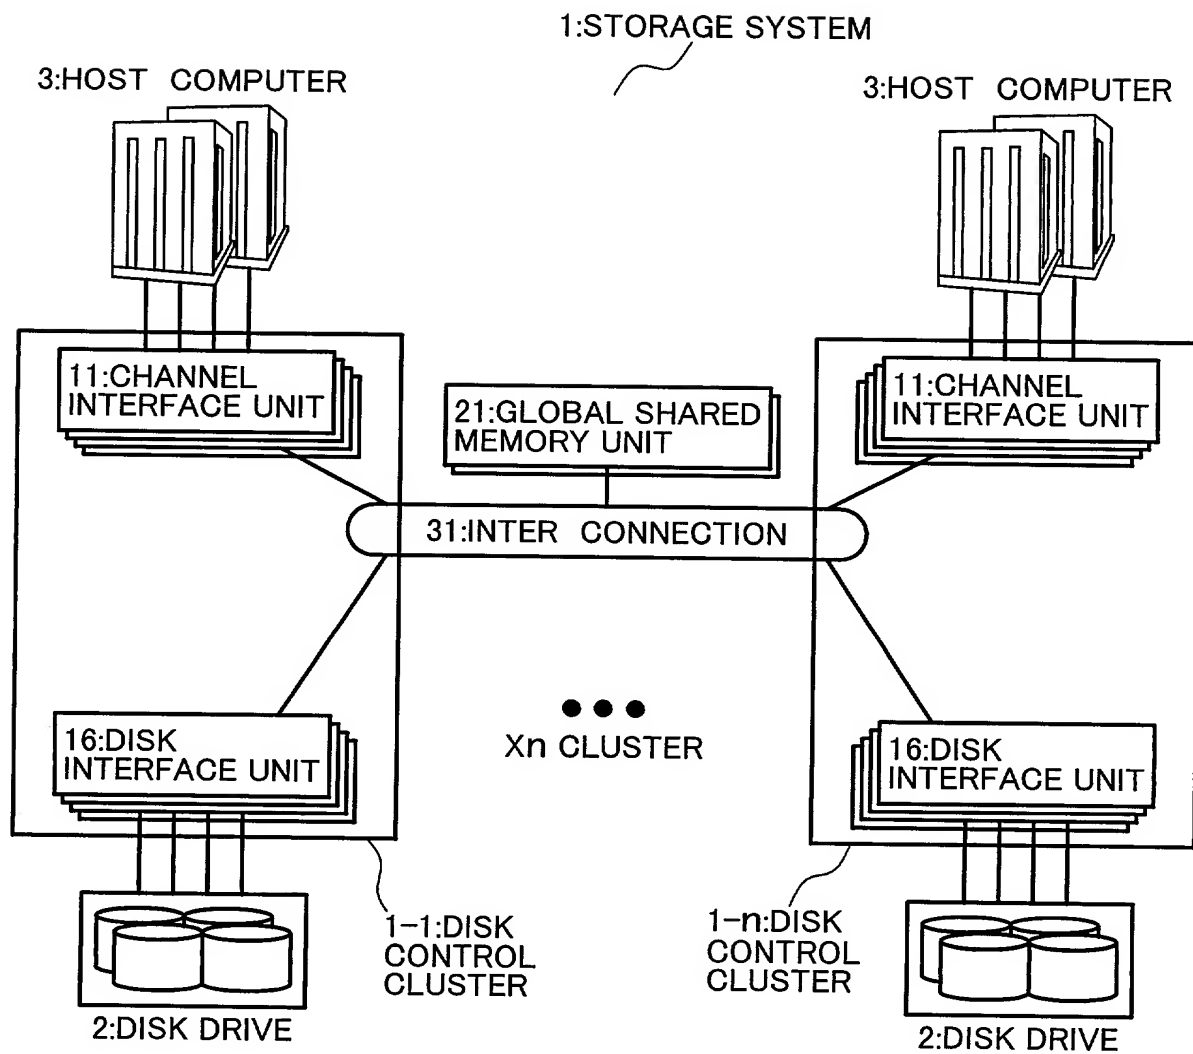 1:STORAGE SYSTEM
3:HOST COMPUTER
3:HOST COMPUTER
11:CHANNEL
INTERFACE UNIT
21:GLOBAL SHARED
MEMORY UNIT
11:CHANNEL
INTERFACE UNIT
31:INTER CONNECTION
16:DISK
INTERFACE UNIT
Xn CLUSTER
16:DISK
INTERFACE UNIT
1-1:DISK
CONTROL
CLUSTER
1-n:DISK
CONTROL
CLUSTER
2:DISK DRIVE
2:DISK DRIVE